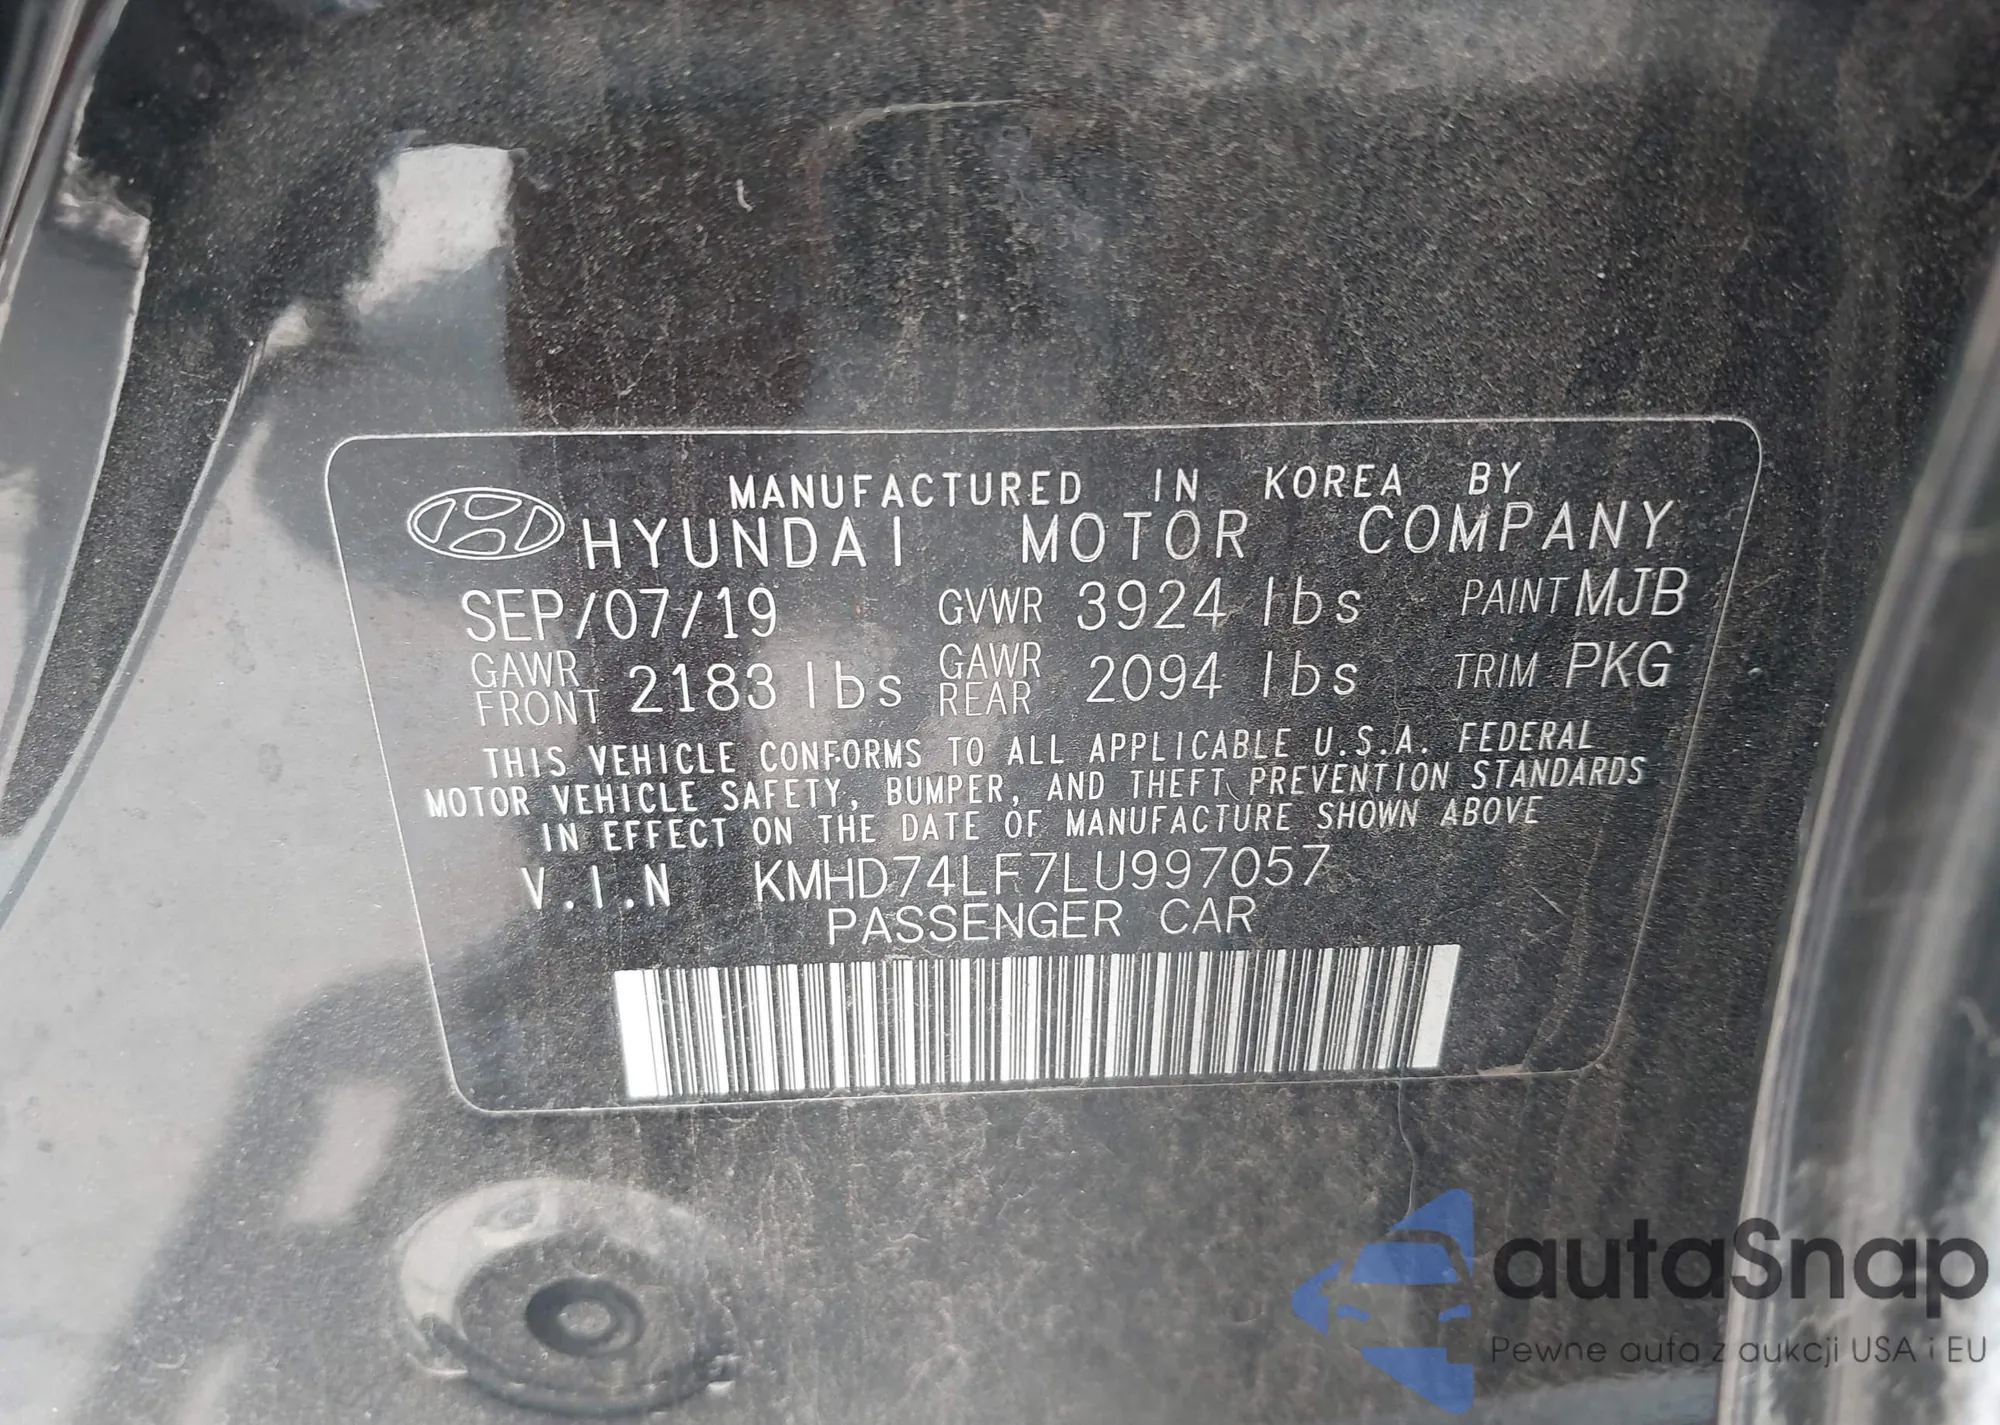 MANUFACTURED IN KOREA BY
HYUNDAI MOTOR COMPANY
SEP/07/19 GVWR 3924 lbs PAINT MJB
GAWR FRONT 2183 lbs GAWR REAR 2094 lbs TRIM PKG
THIS VEHICLE CONFORMS TO ALL APPLICABLE U.S.A. FEDERAL
MOTOR VEHICLE SAFETY, BUMPER, AND THEFT PREVENTION STANDARDS
IN EFFECT ON THE DATE OF MANUFACTURE SHOWN ABOVE
V.I.N KMHD74LF7LU997057
PASSENGER CAR
autaSnap
Pewne auta z aukcji USA i EU